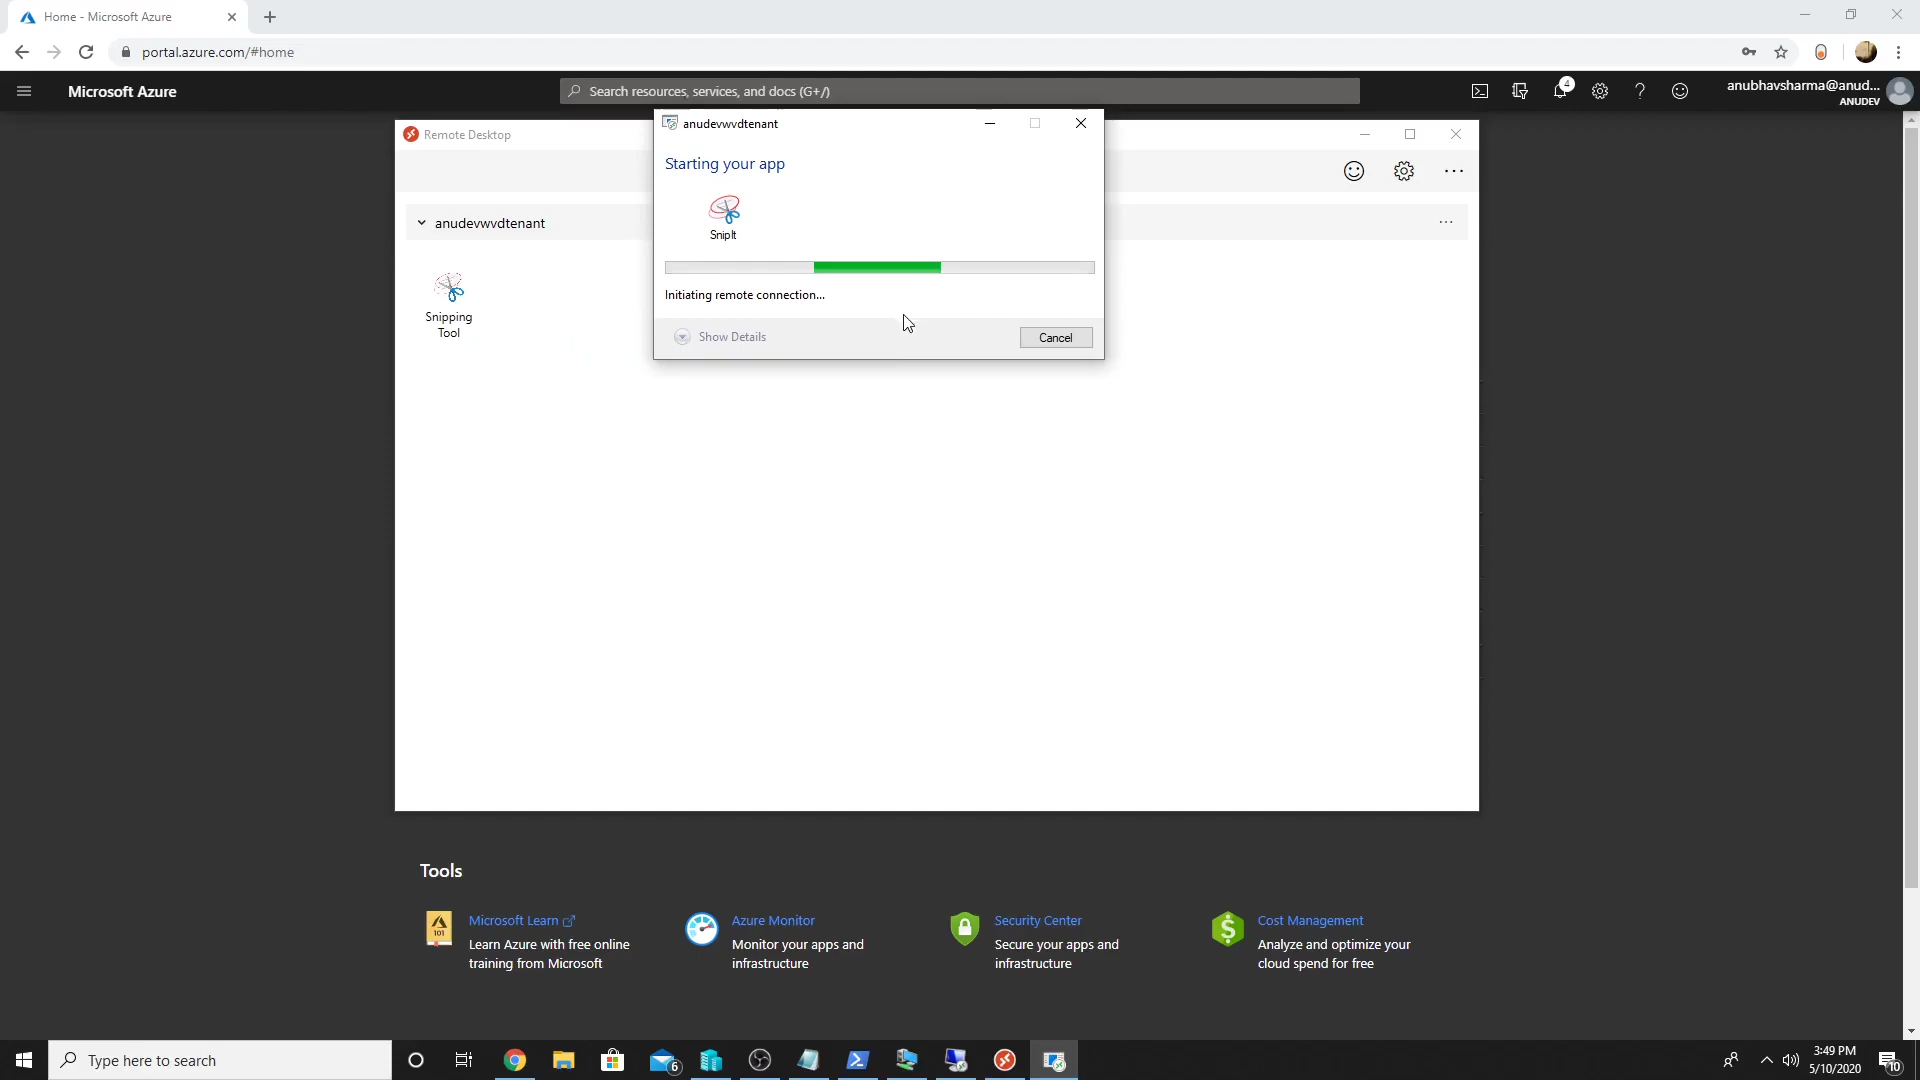 Home - Microsoft Azure
portal.azure.com/#home
Microsoft Azure
Search resources, services, and docs (G+/)
4
anubhavsharma@anud...
ANUDEV
Remote Desktop
anudevwvdtenant
Starting your app
SnipIt
Initiating remote connection...
Show Details
Cancel
anudevwvdtenant
Snipping
Tool
Tools
Microsoft Learn
Learn Azure with free online
training from Microsoft
Azure Monitor
Monitor your apps and
infrastructure
Security Center
Secure your apps and
infrastructure
Cost Management
Analyze and optimize your
cloud spend for free
101
Type here to search
6
3:49 PM
5/10/2020
10